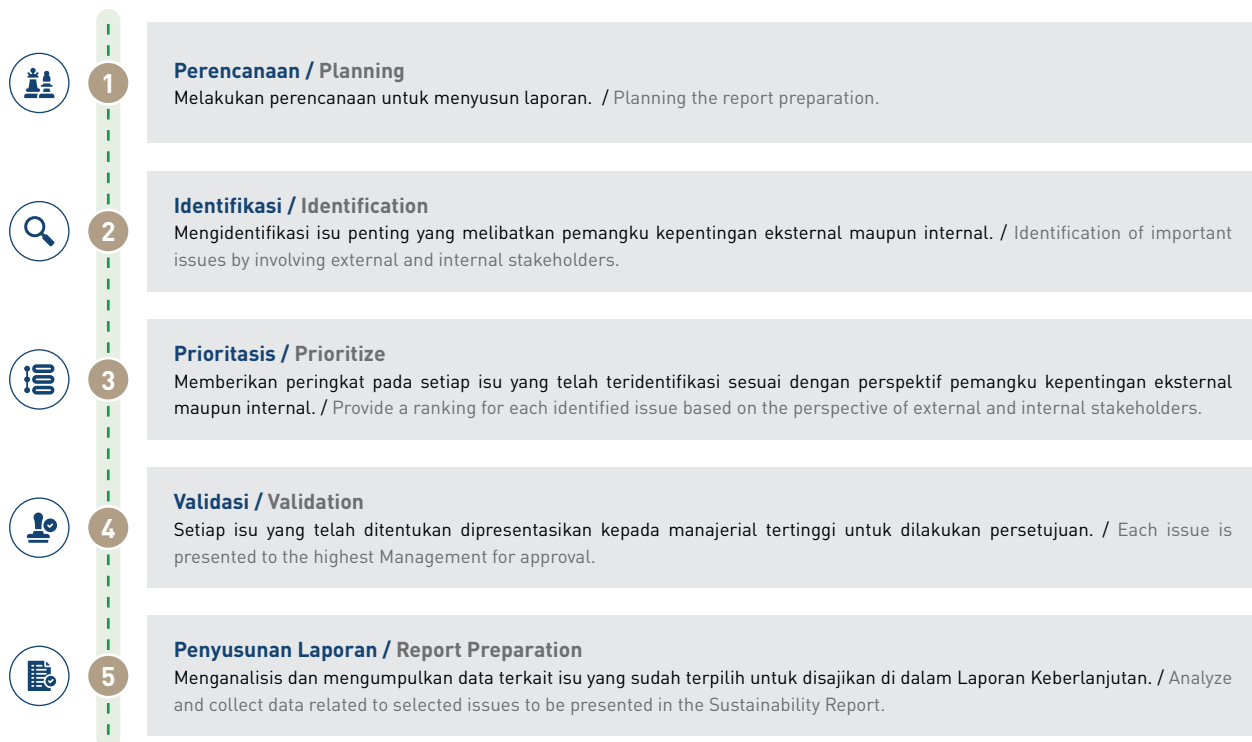 1
Perencanaan / Planning
Melakukan perencanaan untuk menyusun laporan. / Planning the report preparation.
2
Identifikasi / Identification
Mengidentifikasi isu penting yang melibatkan pemangku kepentingan eksternal maupun internal. / Identification of important
issues by involving external and internal stakeholders.
3
Prioritasis / Prioritize
Memberikan peringkat pada setiap isu yang telah teridentifikasi sesuai dengan perspektif pemangku kepentingan eksternal
maupun internal. / Provide a ranking for each identified issue based on the perspective of external and internal stakeholders.
4
Validasi / Validation
Setiap isu yang telah ditentukan dipresentasikan kepada manajerial tertinggi untuk dilakukan persetujuan. / Each issue is
presented to the highest Management for approval.
5
Penyusunan Laporan / Report Preparation
Menganalisis dan mengumpulkan data terkait isu yang sudah terpilih untuk disajikan di dalam Laporan Keberlanjutan. / Analyze
and collect data related to selected issues to be presented in the Sustainability Report.